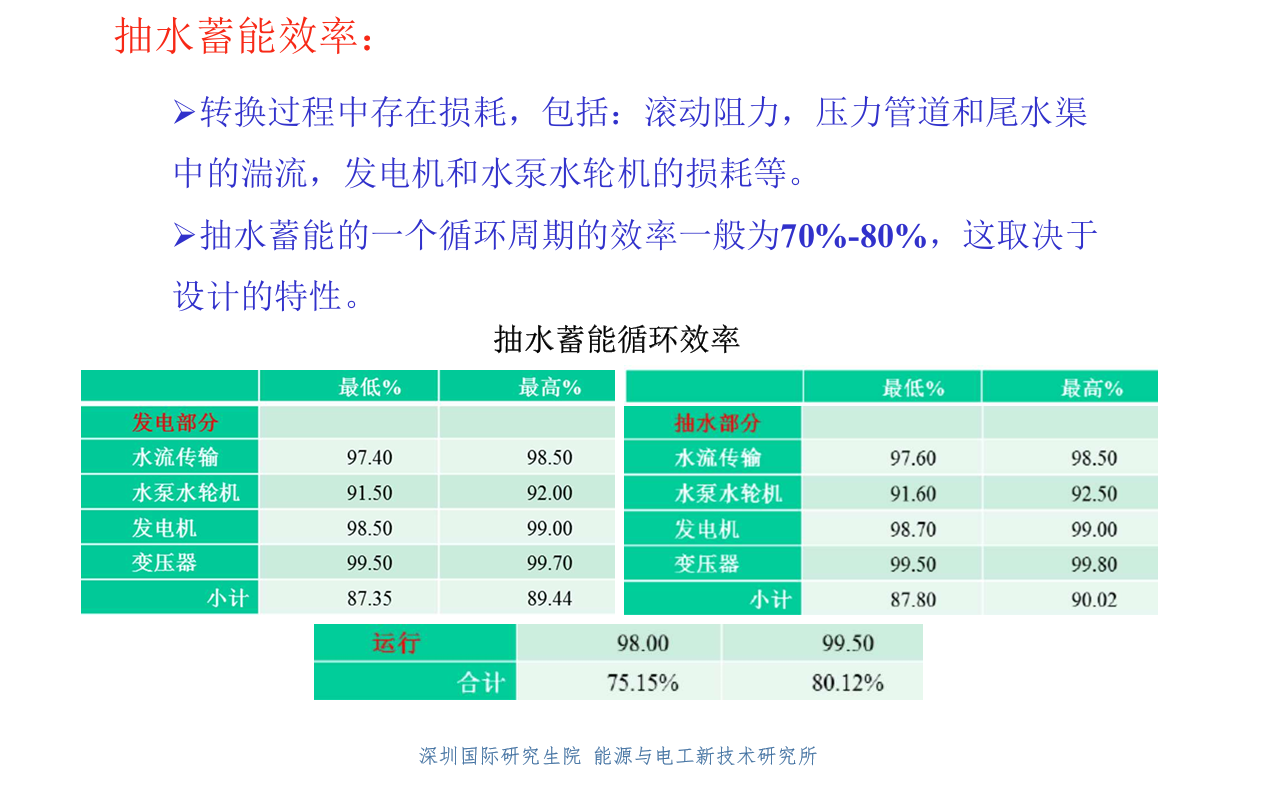 抽水蓄能效率：
➢转换过程中存在损耗，包括：滚动阻力，压力管道和尾水渠
中的湍流，发电机和水泵水轮机的损耗等。
➢抽水蓄能的一个循环周期的效率一般为70%-80%，这取决于
设计的特性。
抽水蓄能循环效率
最低% 最高%
发电部分
水流传输 97.40 98.50
水泵水轮机 91.50 92.00
发电机 98.50 99.00
变压器 99.50 99.70
小计 87.35 89.44
最低% 最高%
抽水部分
水流传输 97.60 98.50
水泵水轮机 91.60 92.50
发电机 98.70 99.00
变压器 99.50 99.80
小计 87.80 90.02
运行 98.00 99.50
合计 75.15% 80.12%
深圳国际研究生院 能源与电工新技术研究所